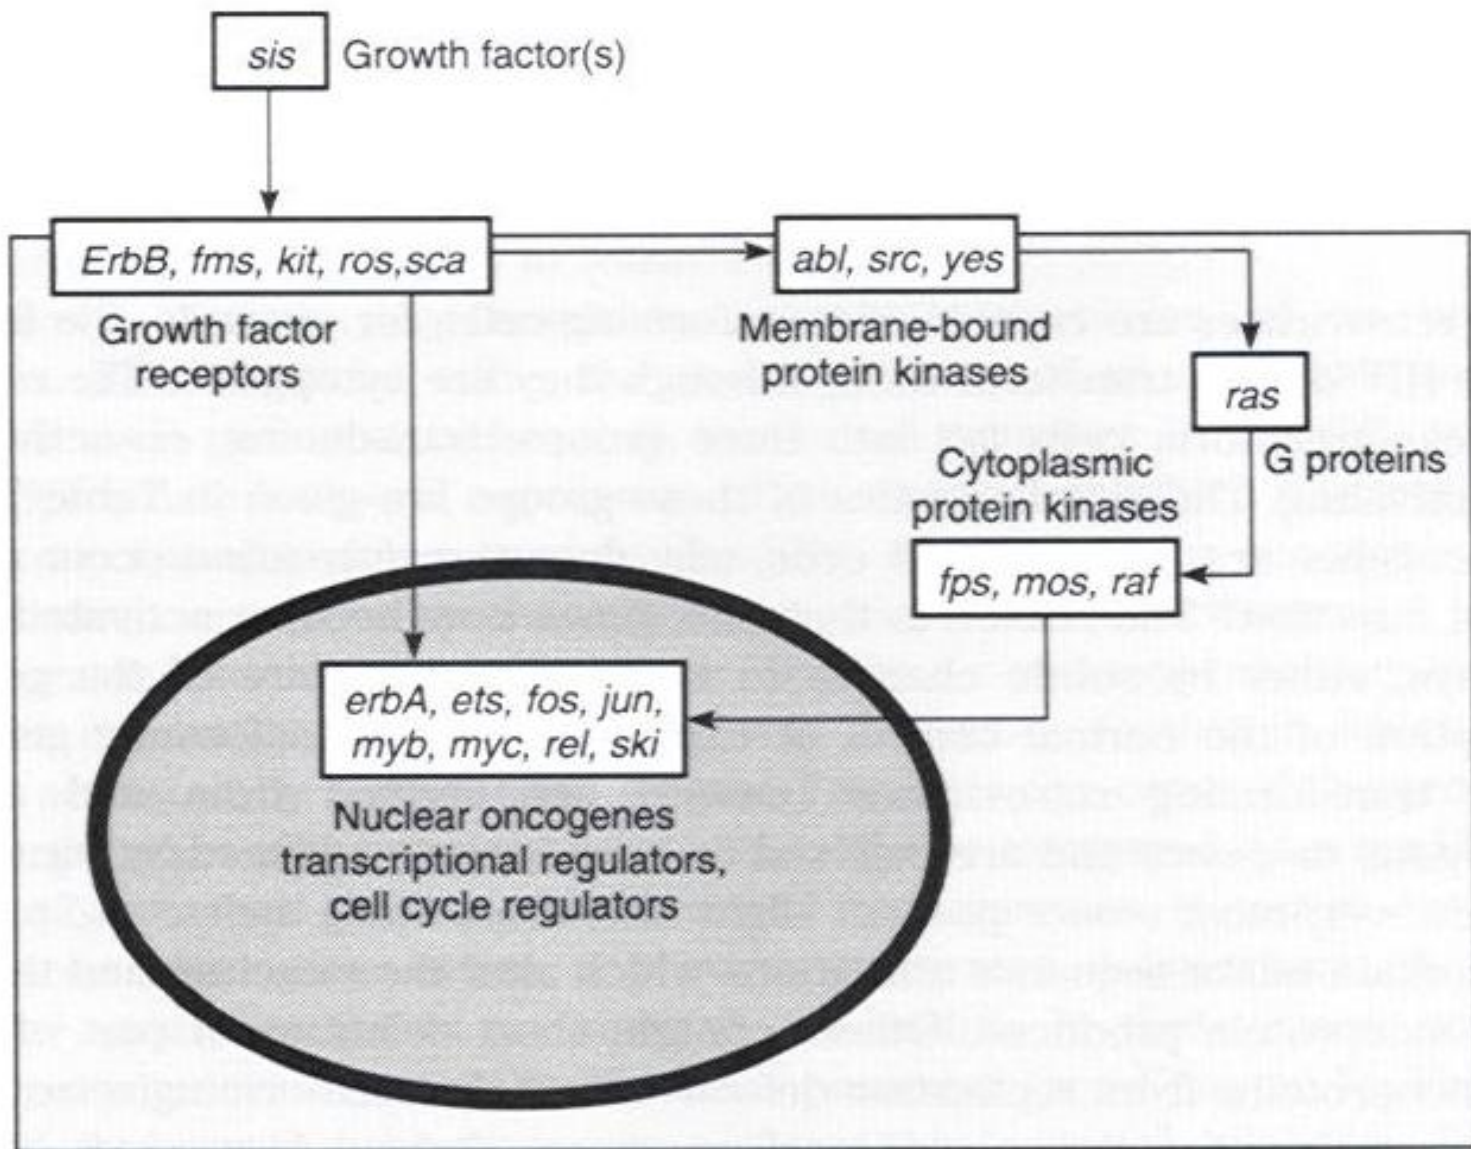 sis Growth factor(s)
ErbB, fms, kit, ros,sca
Growth factor
receptors
abl, src, yes
Membrane-bound
protein kinases
ras
G proteins
Cytoplasmic
protein kinases
fps, mos, raf
erbA, ets, fos, jun,
myb, myc, rel, ski
Nuclear oncogenes
transcriptional regulators,
cell cycle regulators